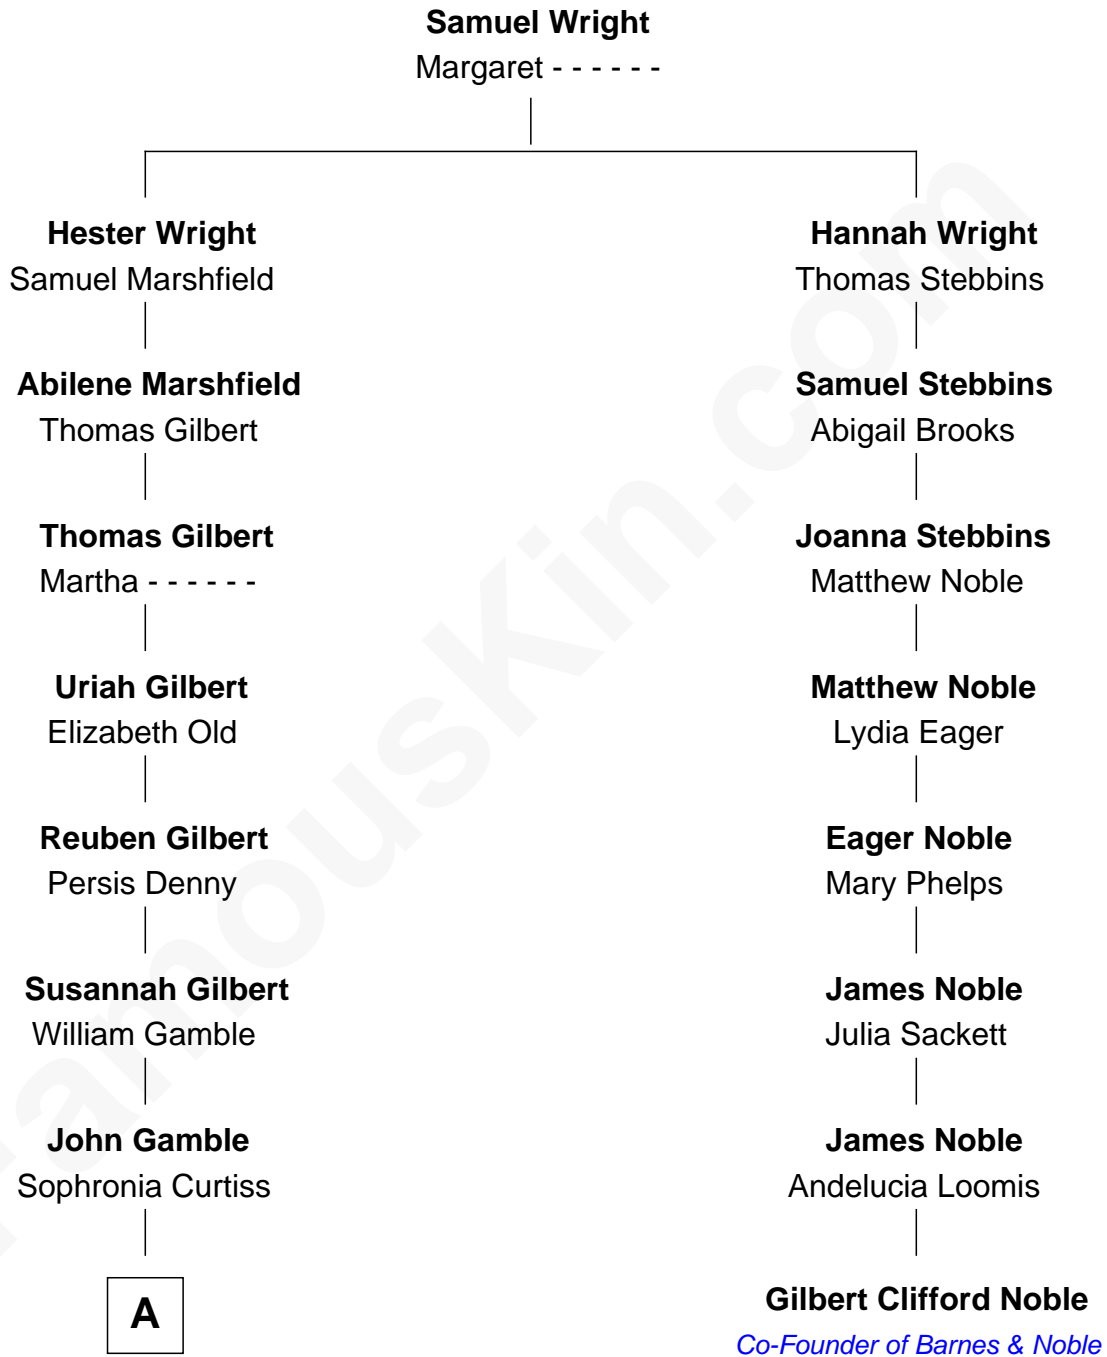 Samuel Wright
Margaret - - - - - -
Hester Wright
Samuel Marshfield
Hannah Wright
Thomas Stebbins
Abilene Marshfield
Thomas Gilbert
Samuel Stebbins
Abigail Brooks
Thomas Gilbert
Martha - - - - - -
Joanna Stebbins
Matthew Noble
Uriah Gilbert
Elizabeth Old
Matthew Noble
Lydia Eager
Reuben Gilbert
Persis Denny
Eager Noble
Mary Phelps
Susannah Gilbert
William Gamble
James Noble
Julia Sackett
John Gamble
Sophronia Curtiss
James Noble
Andelucia Loomis
A
Gilbert Clifford Noble
Co-Founder of Barnes & Noble
FamousKin.com